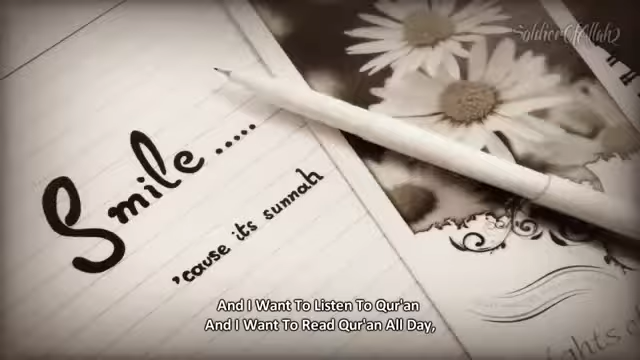 SoldierOfAllah2
Smile .....
'cause its sunnah
And I Want To Listen To Qur'an
And I Want To Read Qur'an All Day,